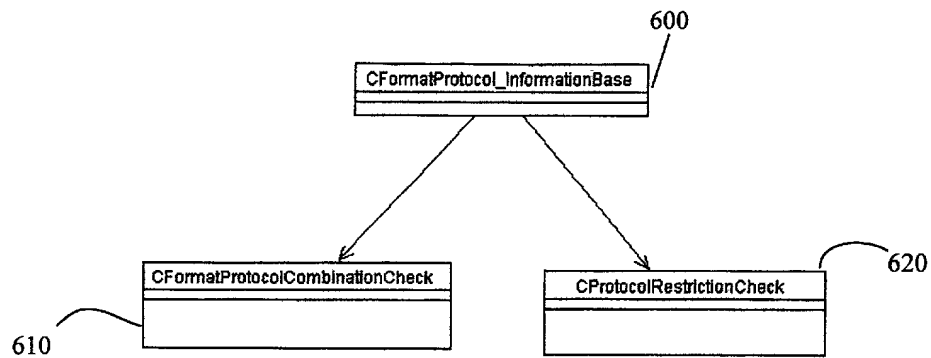 600
CFormatProtocol_InformationBase
CFormatProtocolCombinationCheck
CProtocolRestrictionCheck
620
610